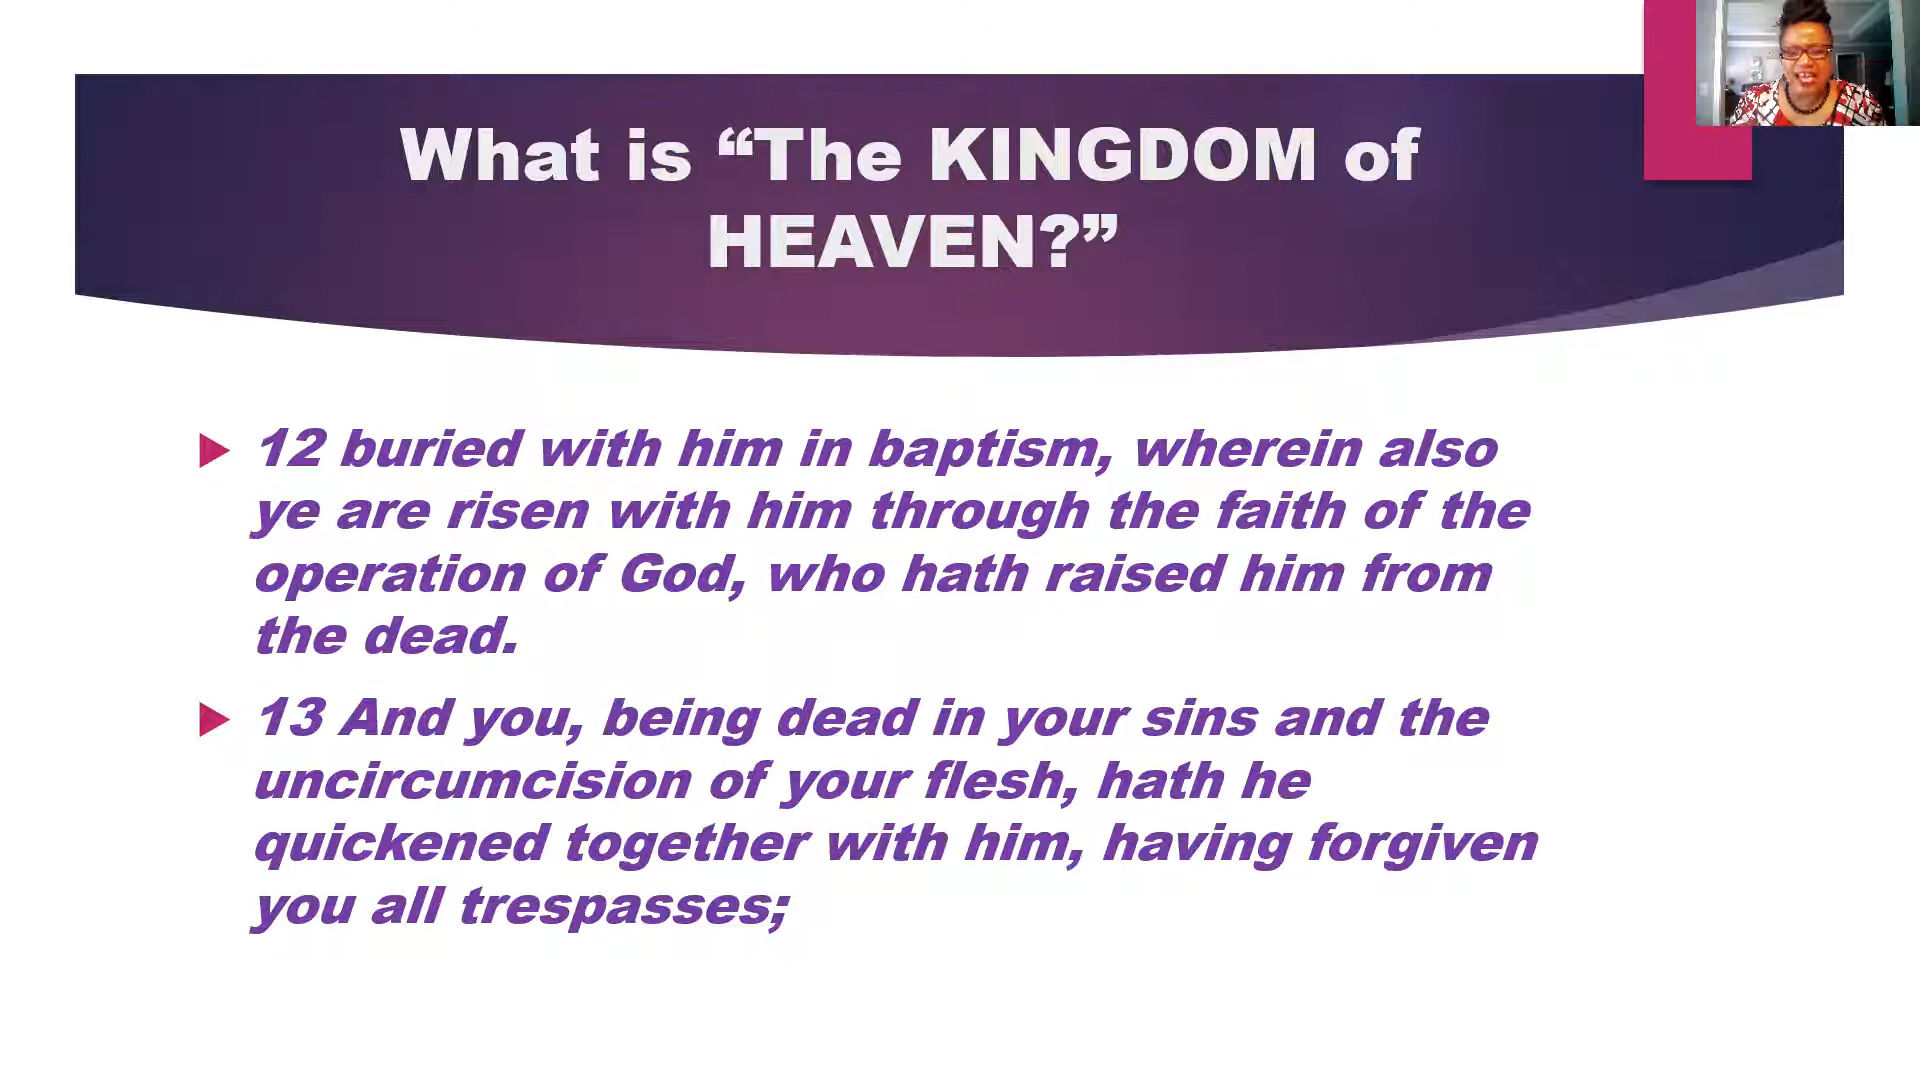 What is “The KINGDOM of
HEAVEN?”
12 buried with him in baptism, wherein also
ye are risen with him through the faith of the
operation of God, who hath raised him from
the dead.
13 And you, being dead in your sins and the
uncircumcision of your flesh, hath he
quickened together with him, having forgiven
you all trespasses;